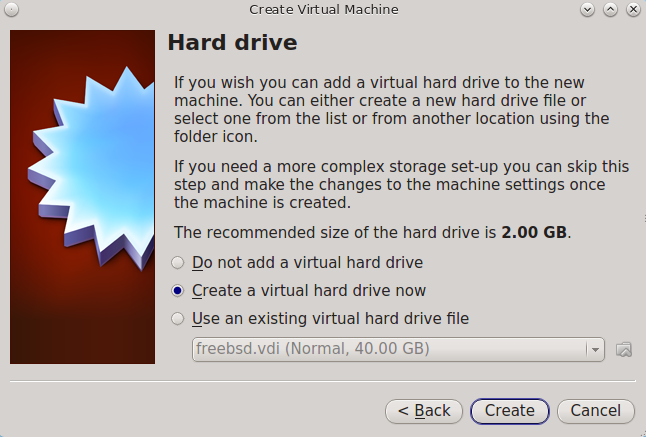 Create Virtual Machine
Hard drive
If you wish you can add a virtual hard drive to the new
machine. You can either create a new hard drive file or
select one from the list or from another location using the
folder icon.
If you need a more complex storage set-up you can skip this
step and make the changes to the machine settings once
the machine is created.
The recommended size of the hard drive is 2.00 GB.
Do not add a virtual hard drive
Create a virtual hard drive now
Use an existing virtual hard drive file
freebsd.vdi (Normal, 40.00 GB)
< Back Create Cancel